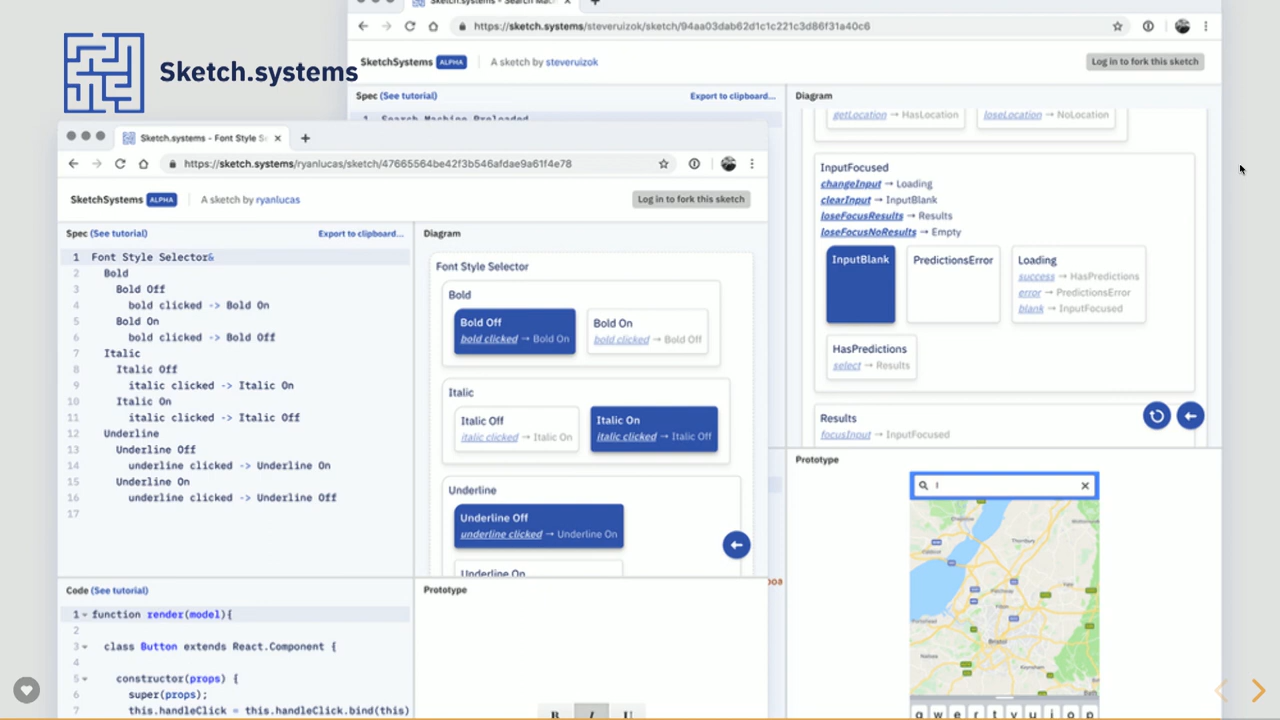 Sketch.systems
https://sketch.systems/steveruizok/sketch/94aa03dab62d1c1c221c3d86f31a40c6
SketchSystems ALPHA A sketch by steveruizok Log in to fork this sketch
Spec (See tutorial) Export to clipboard... Diagram
1 Search Machine Preloaded
getLocation → HasLocation loseLocation → NoLocation
InputFocused
changeInput → Loading
clearInput → InputBlank
loseFocusResults → Results
loseFocusNoResults → Empty
InputBlank PredictionsError Loading
success → HasPredictions
error → PredictionsError
blank → InputFocused
HasPredictions
select → Results
Results
focusInput → InputFocused
Prototype
Thornbury
Yate
Bristol
Keynsham
q w e r t y u i o p
Sketch.systems - Font Style S
https://sketch.systems/ryanlucas/sketch/47665564be42f3b546afdae9a61f4e78
SketchSystems ALPHA A sketch by ryanlucas Log in to fork this sketch
Spec (See tutorial) Export to clipboard... Diagram
1 Font Style Selector&
2 Bold
3 Bold Off
4 bold clicked -> Bold On
5 Bold On
6 bold clicked -> Bold Off
7 Italic
8 Italic Off
9 italic clicked -> Italic On
10 Italic On
11 italic clicked -> Italic Off
12 Underline
13 Underline Off
14 underline clicked -> Underline On
15 Underline On
16 underline clicked -> Underline Off
17
Font Style Selector
Bold
Bold Off Bold On
bold clicked → Bold On bold clicked → Bold Off
Italic
Italic Off Italic On
italic clicked → Italic On italic clicked → Italic Off
Underline
Underline Off
underline clicked → Underline On
Underline On
Code (See tutorial) Prototype
1 function render(model){
2
3 class Button extends React.Component {
4
5 constructor(props) {
6 super(props);
7 this.handleClick = this.handleClick.bind(this)
B I U